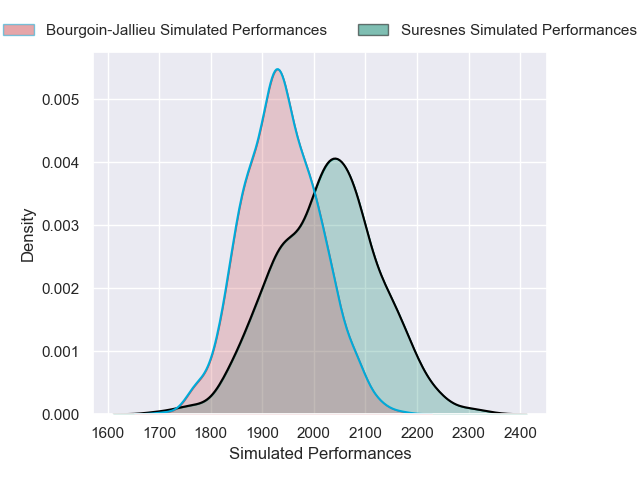 Bourgoin-Jallieu Simulated Performances Suresnes Simulated Performances
0.005
0.004
0.003
0.002
0.001
0.000
Density
1600 1700 1800 1900 2000 2100 2200 2300 2400
Simulated Performances